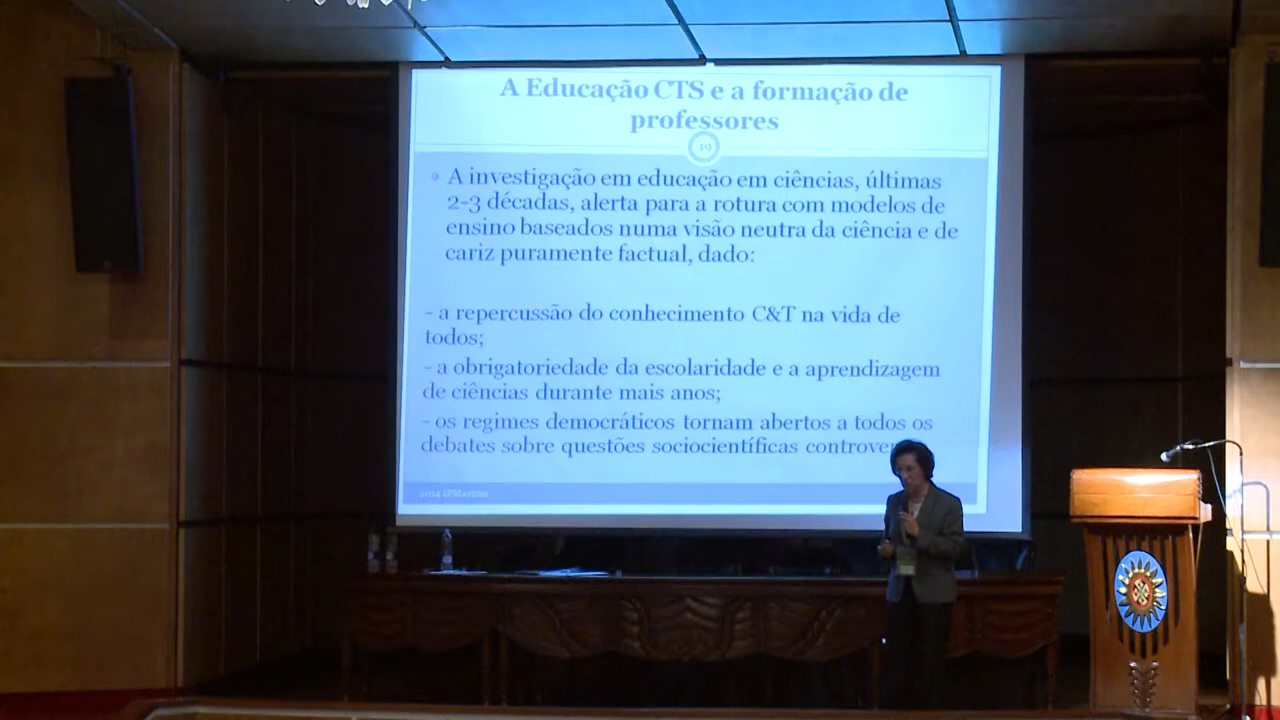 A Educação CTS e a formação de
professores
19
A investigação em educação em ciências, últimas
2-3 décadas, alerta para a rotura com modelos de
ensino baseados numa visão neutra da ciência e de
cariz puramente factual, dado:
- a repercussão do conhecimento C&T na vida de
todos;
- a obrigatoriedade da escolaridade e a aprendizagem
de ciências durante mais anos;
- os regimes democráticos tornam abertos a todos os
debates sobre questões sociocientíficas
2014 IPMartins